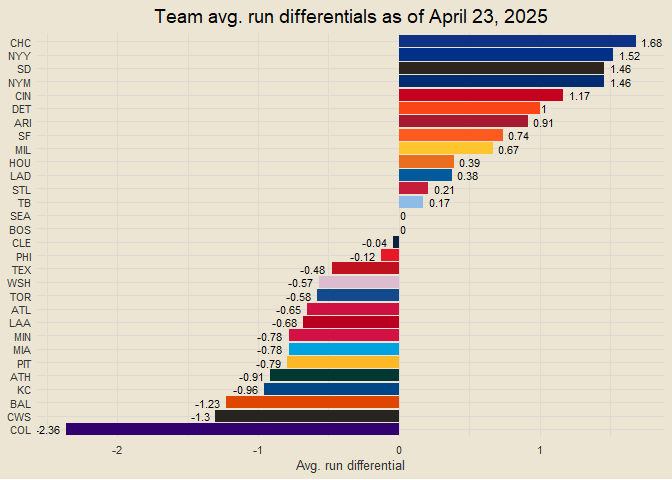 Team avg. run differentials as of April 23, 2025
CHC 1.68
NYY 1.52
SD 1.46
NYM 1.46
CIN 1.17
DET 1
ARI 0.91
SF 0.74
MIL 0.67
HOU 0.39
LAD 0.38
STL 0.21
TB 0.17
SEA 0
BOS 0
CLE -0.04
PHI -0.12
TEX -0.48
WSH -0.57
TOR -0.58
ATL -0.65
LAA -0.68
MIN -0.78
MIA -0.78
PIT -0.79
ATH -0.91
KC -0.96
BAL -1.23
CWS -1.3
COL -2.36
-2 -1 0 1
Avg. run differential